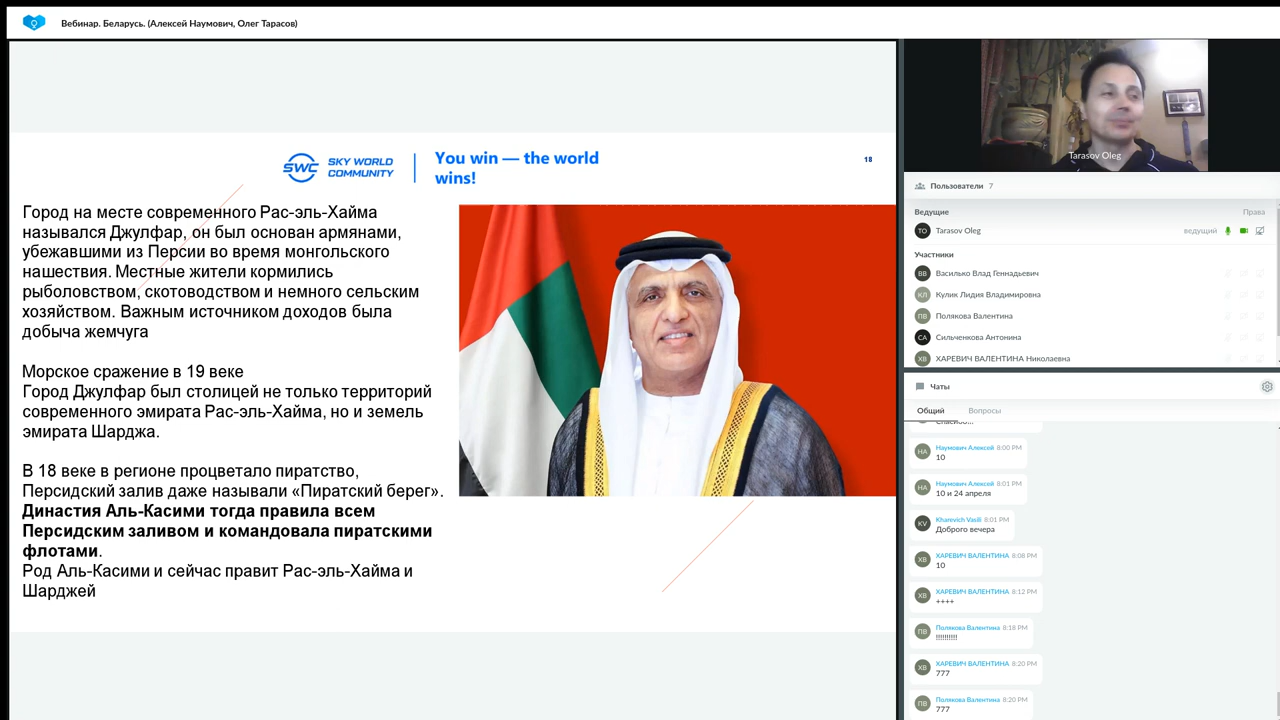 Вебинар. Беларусь. (Алексей Наумович, Олег Тарасов)
SWC
SKY WORLD
COMMUNITY
You win — the world
wins!
18
Город на месте современного Рас-эль-Хайма
назывался Джулфар, он был основан армянами,
убежавшими из Персии во время монгольского
нашествия. Местные жители кормились
рыболовством, скотоводством и немного сельским
хозяйством. Важным источником доходов была
добыча жемчуга
Морское сражение в 19 веке
Город Джулфар был столицей не только территорий
современного эмирата Рас-эль-Хайма, но и земель
эмирата Шарджа.
В 18 веке в регионе процветало пиратство,
Персидский залив даже называли «Пиратский берег».
Династия Аль-Касими тогда правила всем
Персидским заливом и командовала пиратскими
флотами.
Род Аль-Касими и сейчас правит Рас-эль-Хайма и
Шарджей
Tarasov Oleg
Пользователи 7
Ведущие Права
TO Tarasov Oleg ведущий
Участники
ВВ Василько Влад Геннадьевич
КЛ Кулик Лидия Владимировна
ПВ Полякова Валентина
СА Сильченкова Антонина
ХВ ХАРЕВИЧ ВАЛЕНТИНА Николаевна
Чаты
Общий Вопросы
Спасибо...
НА Наумович Алексей 8:00 PM
10
НА Наумович Алексей 8:01 PM
10 и 24 апреля
KV Kharevich Vasili 8:01 PM
Доброго вечера
ХВ ХАРЕВИЧ ВАЛЕНТИНА 8:08 PM
10
ХВ ХАРЕВИЧ ВАЛЕНТИНА 8:12 PM
++++
ПВ Полякова Валентина 8:18 PM
!!!!!!!!!!
ХВ ХАРЕВИЧ ВАЛЕНТИНА 8:20 PM
777
ПВ Полякова Валентина 8:20 PM
777